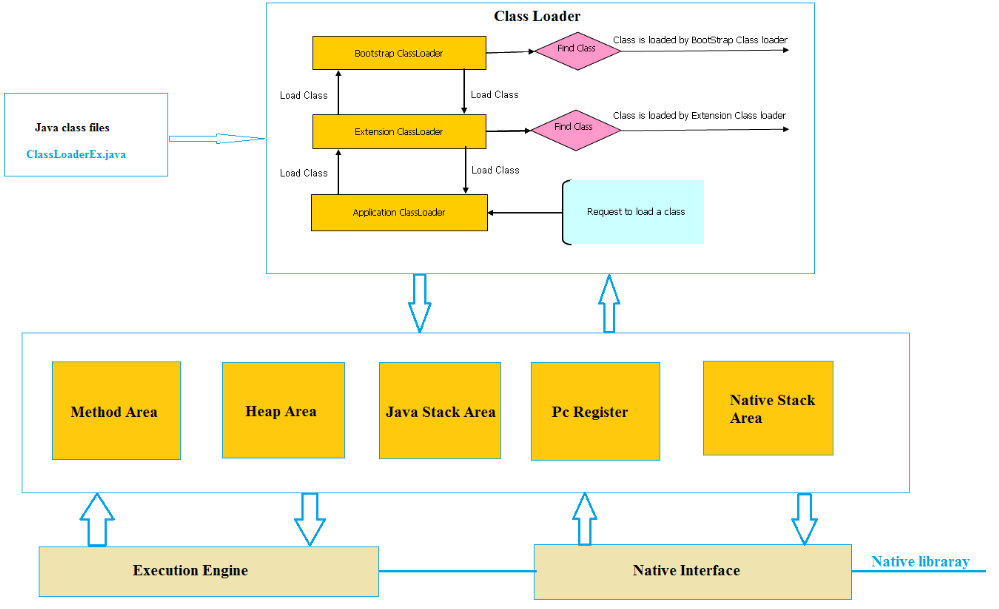 Class Loader
Bootstrap ClassLoader
Find Class
Class is loaded by BootStrap Class loader
Load Class
Load Class
Java class files
ClassLoaderEx.java
Extension ClassLoader
Find Class
Class is loaded by Extension Class loader
Load Class
Load Class
Application ClassLoader
Request to load a class
Method Area
Heap Area
Java Stack Area
Pc Register
Native Stack
Area
Execution Engine
Native Interface
Native libraray